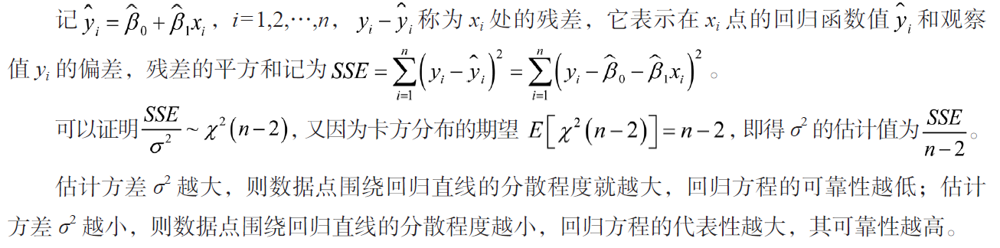 记 $\hat{y}_i = \hat{\beta}_0 + \hat{\beta}_1 x_i$，i=1,2,⋯,n，$y_i - \hat{y}_i$ 称为 $x_i$ 处的残差，它表示在 $x_i$ 点的回归函数值 $\hat{y}_i$ 和观察
值 $y_i$ 的偏差，残差的平方和记为 $SSE = \sum_{i=1}^{n}\left(y_i - \hat{y}_i\right)^2 = \sum_{i=1}^{n}\left(y_i - \hat{\beta}_0 - \hat{\beta}_1 x_i\right)^2$。
可以证明 $\frac{SSE}{\sigma^2} \sim \chi^2(n-2)$，又因为卡方分布的期望 $E\left[\chi^2(n-2)\right] = n-2$，即得 $\sigma^2$ 的估计值为 $\frac{SSE}{n-2}$。
估计方差 $\sigma^2$ 越大，则数据点围绕回归直线的分散程度就越大，回归方程的可靠性越低；估计
方差 $\sigma^2$ 越小，则数据点围绕回归直线的分散程度越小，回归方程的代表性越大，其可靠性越高。